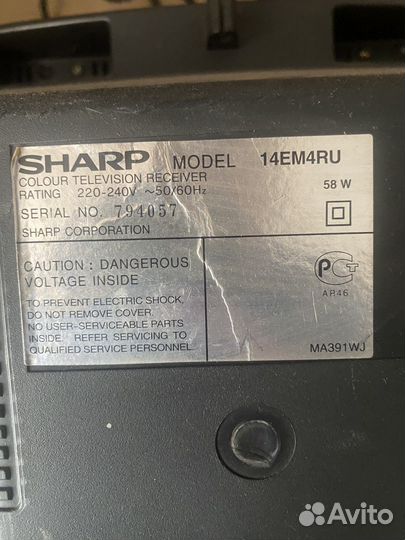 SHARP MODEL 14EM4RU
COLOUR TELEVISION RECEIVER
RATING 220-240V ~50/60Hz 58 W
SERIAL NO. 794057
SHARP CORPORATION
CAUTION : DANGEROUS
VOLTAGE INSIDE
TO PREVENT ELECTRIC SHOCK,
DO NOT REMOVE COVER.
NO USER-SERVICEABLE PARTS
INSIDE. REFER SERVICING TO
QUALIFIED SERVICE PERSONNEL.
РСТ
АЯ46
MA391WJ
Avito